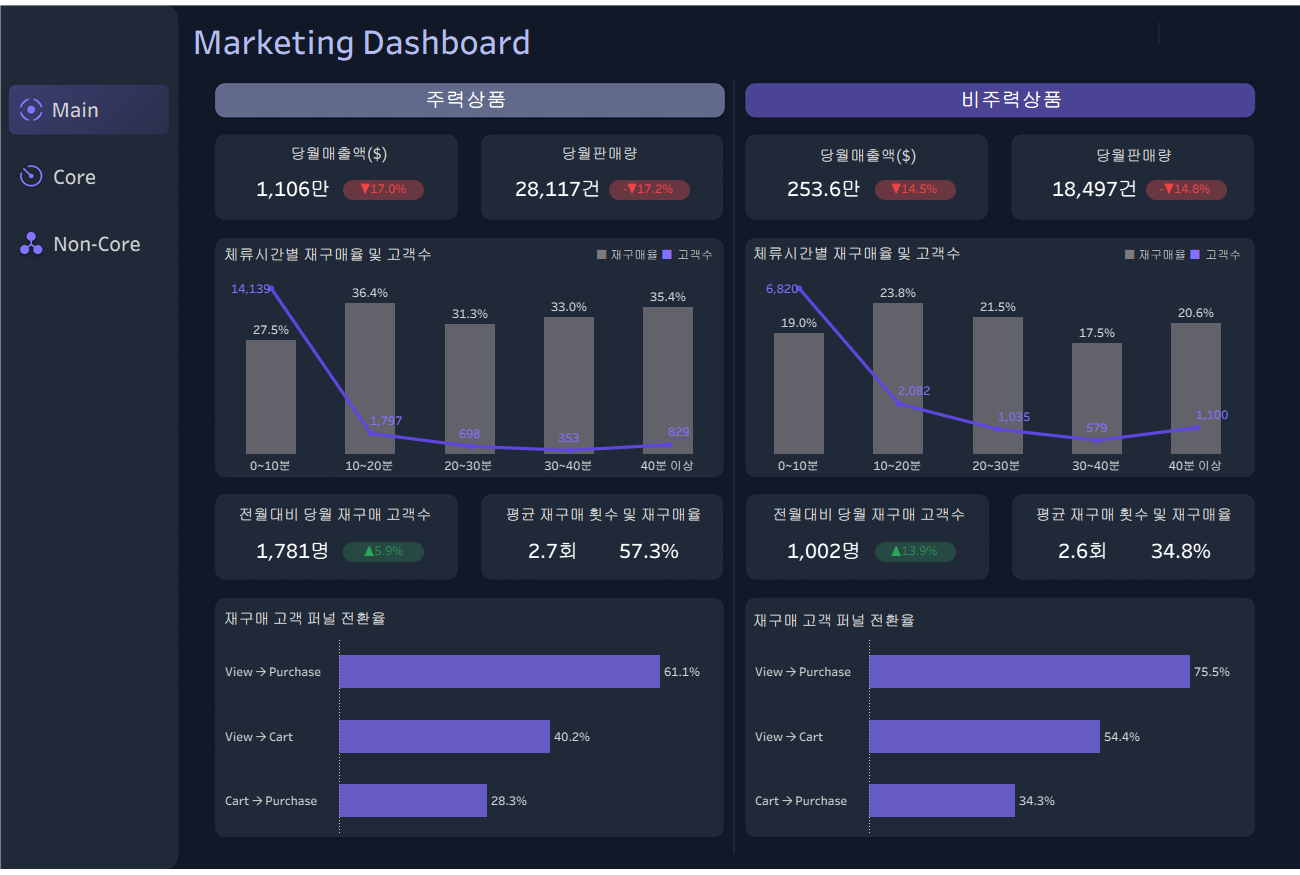 Marketing Dashboard
Main
Core
Non-Core
주력상품
당월매출액($)
1,106만 ▼17.0%
당월판매량
28,117건 -▼17.2%
체류시간별 재구매율 및 고객수
재구매율 고객수
14,139
27.5%
36.4%
31.3%
33.0%
35.4%
1,797
698
353
829
0~10분
10~20분
20~30분
30~40분
40분 이상
전월대비 당월 재구매 고객수
1,781명 ▲5.9%
평균 재구매 횟수 및 재구매율
2.7회 57.3%
재구매 고객 퍼널 전환율
View → Purchase 61.1%
View → Cart 40.2%
Cart → Purchase 28.3%
비주력상품
당월매출액($)
253.6만 ▼14.5%
당월판매량
18,497건 -▼14.8%
체류시간별 재구매율 및 고객수
재구매율 고객수
6,820
19.0%
23.8%
21.5%
17.5%
20.6%
2,082
1,035
579
1,100
0~10분
10~20분
20~30분
30~40분
40분 이상
전월대비 당월 재구매 고객수
1,002명 ▲13.9%
평균 재구매 횟수 및 재구매율
2.6회 34.8%
재구매 고객 퍼널 전환율
View → Purchase 75.5%
View → Cart 54.4%
Cart → Purchase 34.3%